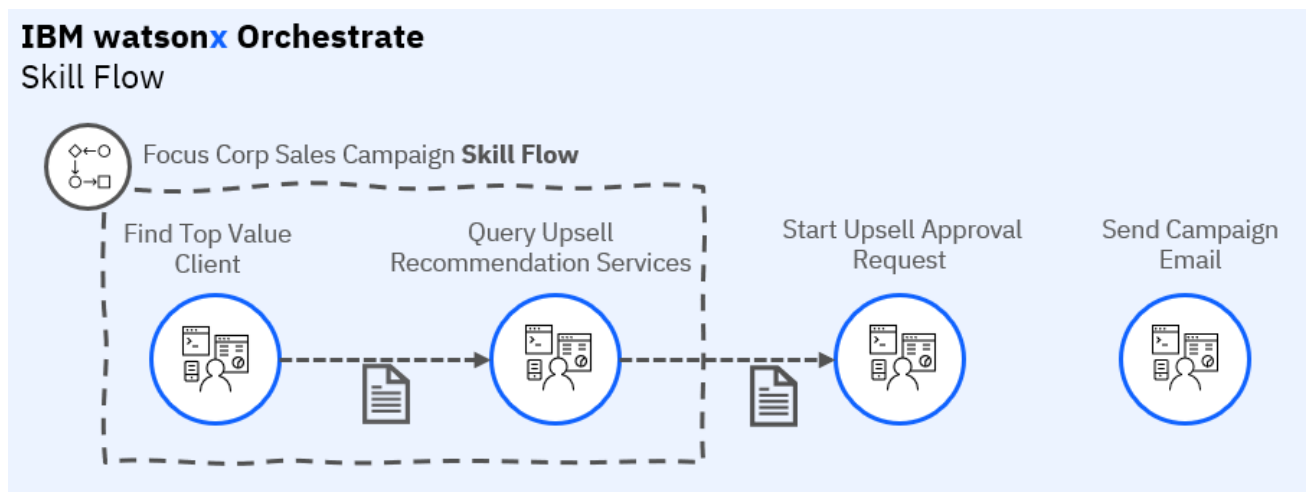 IBM watsonx Orchestrate
Skill Flow
Focus Corp Sales Campaign Skill Flow
Find Top Value
Client
Query Upsell
Recommendation Services
Start Upsell Approval
Request
Send Campaign
Email